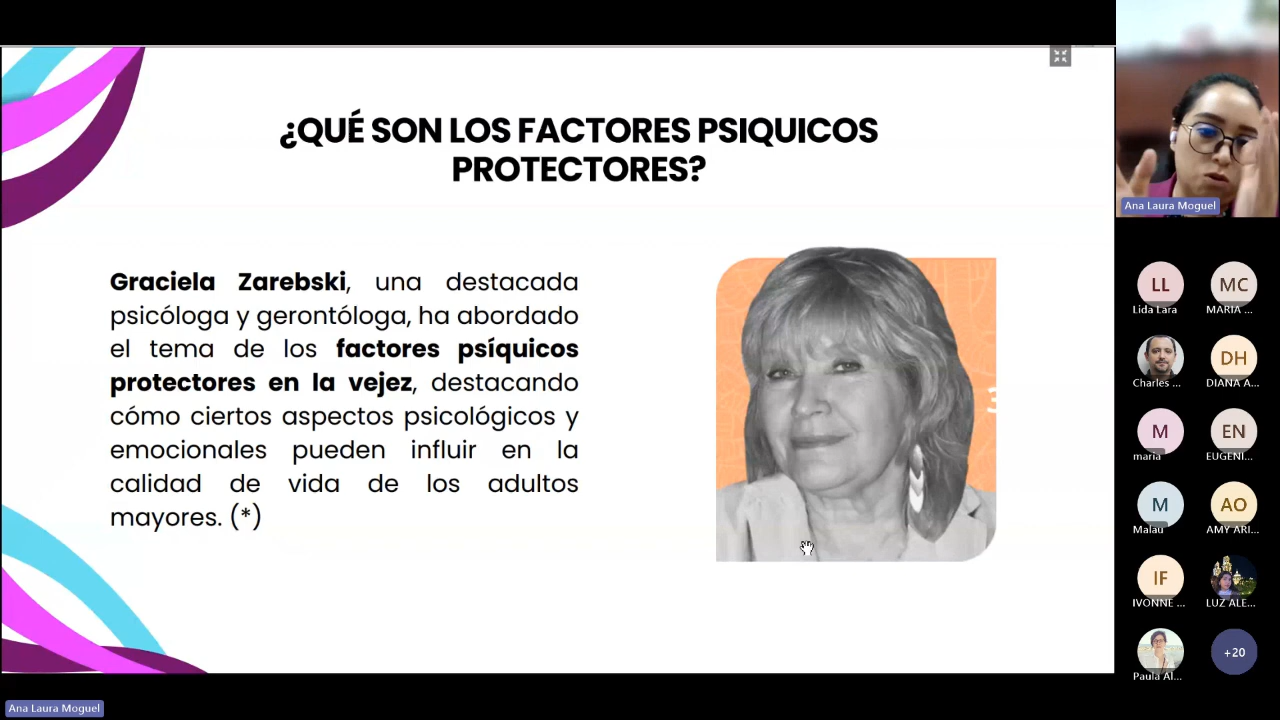 ¿QUÉ SON LOS FACTORES PSIQUICOS
PROTECTORES?
Graciela Zarebski, una destacada
psicóloga y gerontóloga, ha abordado
el tema de los factores psíquicos
protectores en la vejez, destacando
cómo ciertos aspectos psicológicos y
emocionales pueden influir en la
calidad de vida de los adultos
mayores. (*)
Ana Laura Moguel
LL
Lida Lara
MC
MARIA ...
Charles ...
DH
DIANA A...
M
maria
EN
EUGENI...
M
Malau
AO
AMY ARI...
IF
IVONNE ...
LUZ ALE...
Paula Al...
+20
Ana Laura Moguel